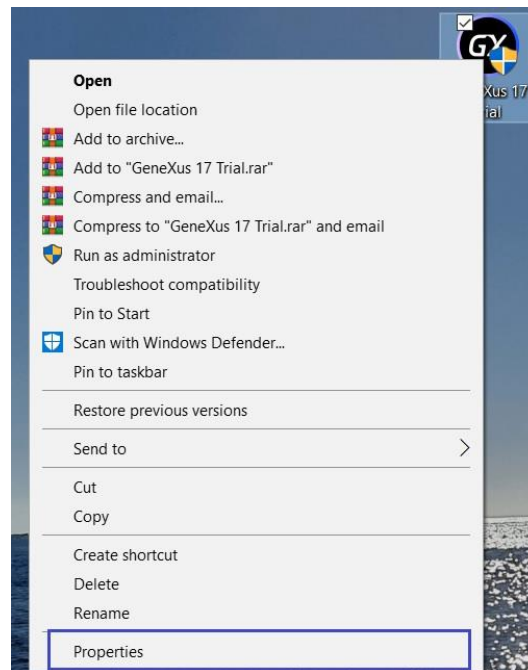 GX
Xus 17
ial
Open
Open file location
Add to archive...
Add to "GeneXus 17 Trial.rar"
Compress and email...
Compress to "GeneXus 17 Trial.rar" and email
Run as administrator
Troubleshoot compatibility
Pin to Start
Scan with Windows Defender...
Pin to taskbar
Restore previous versions
Send to
Cut
Copy
Create shortcut
Delete
Rename
Properties